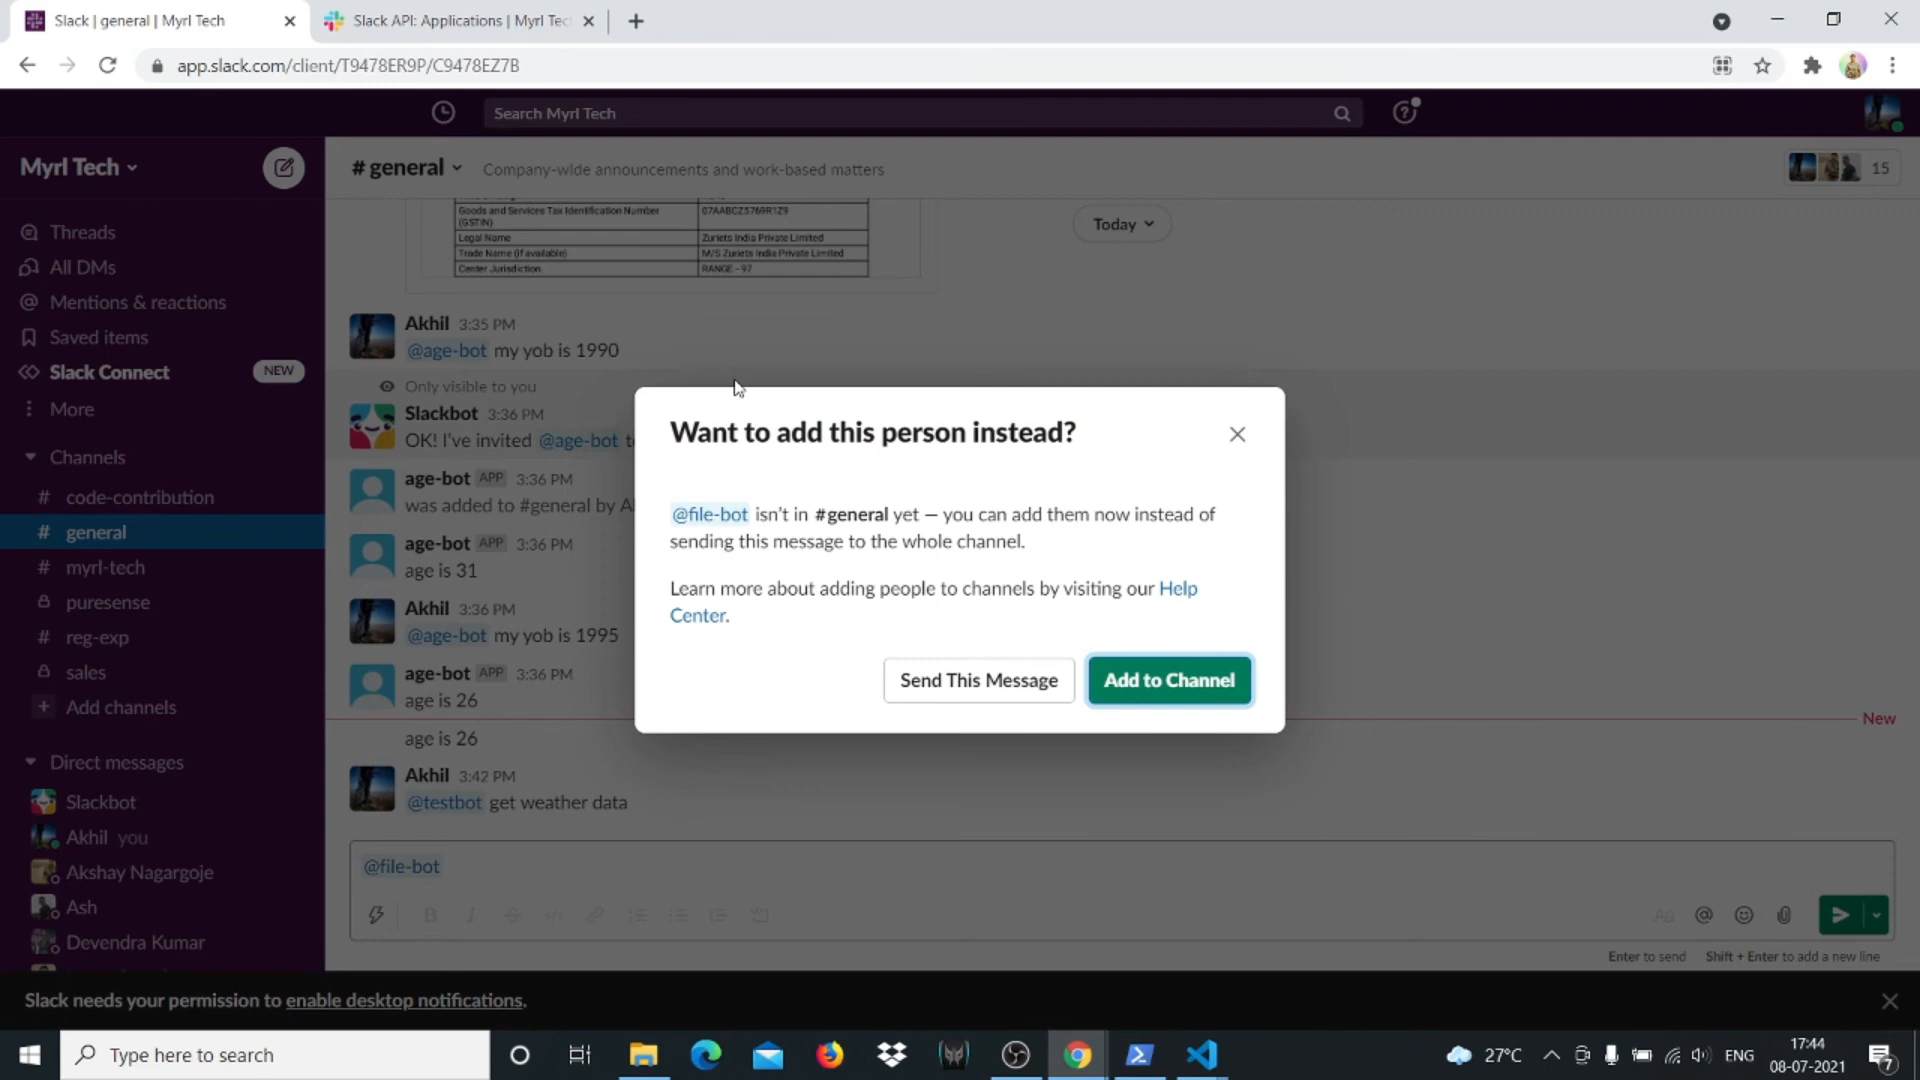 Slack | general | Myrl Tech
Slack API: Applications | Myrl Tec
app.slack.com/client/T9478ER9P/C9478EZ7B
Search Myrl Tech
Myrl Tech
Threads
All DMs
Mentions & reactions
Saved items
Slack Connect NEW
More
Channels
# code-contribution
# general
# myrl-tech
puresense
# reg-exp
sales
+ Add channels
Direct messages
Slackbot
Akhil you
Akshay Nagargoje
Ash
Devendra Kumar
# general Company-wide announcements and work-based matters
15
Today
Goods and Services Tax Identification Number 07AABCZ5769R1Z9
(GSTIN)
Legal Name Zuriets India Private Limited
Trade Name (if available) M/S Zuriets India Private Limited
Center Jurisdiction RANGE - 97
Akhil 3:35 PM
@age-bot my yob is 1990
Only visible to you
Slackbot 3:36 PM
OK! I've invited @age-bot
age-bot APP 3:36 PM
was added to #general by
age-bot APP 3:36 PM
age is 31
Akhil 3:36 PM
@age-bot my yob is 1995
age-bot APP 3:36 PM
age is 26
New
age is 26
Akhil 3:42 PM
@testbot get weather data
@file-bot
Aa
Enter to send Shift + Enter to add a new line
Want to add this person instead?
@file-bot isn't in #general yet – you can add them now instead of
sending this message to the whole channel.
Learn more about adding people to channels by visiting our Help
Center.
Send This Message
Add to Channel
Slack needs your permission to enable desktop notifications.
Type here to search
27°C
ENG
17:44
08-07-2021
7